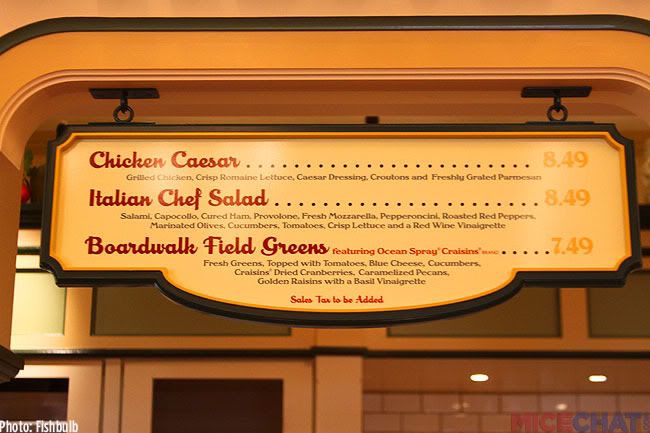 Chicken Caesar . . . . . . . . . . . . . . . . . . . . . . . . . . 8.49
Grilled Chicken, Crisp Romaine Lettuce, Caesar Dressing, Croutons and Freshly Grated Parmesan
Italian Chef Salad . . . . . . . . . . . . . . . . . . . . . . . . 8.49
Salami, Capocollo, Cured Ham, Provolone, Fresh Mozzarella, Pepperoncini, Roasted Red Peppers,
Marinated Olives, Cucumbers, Tomatoes, Crisp Lettuce and a Red Wine Vinaigrette
Boardwalk Field Greens featuring Ocean Spray® Craisins® BRAND . . . . . 7.49
Fresh Greens, Topped with Tomatoes, Blue Cheese, Cucumbers,
Craisins® Dried Cranberries, Caramelized Pecans,
Golden Raisins with a Basil Vinaigrette
Sales Tax to be Added
Photo: Fishbulb
MICECHAT